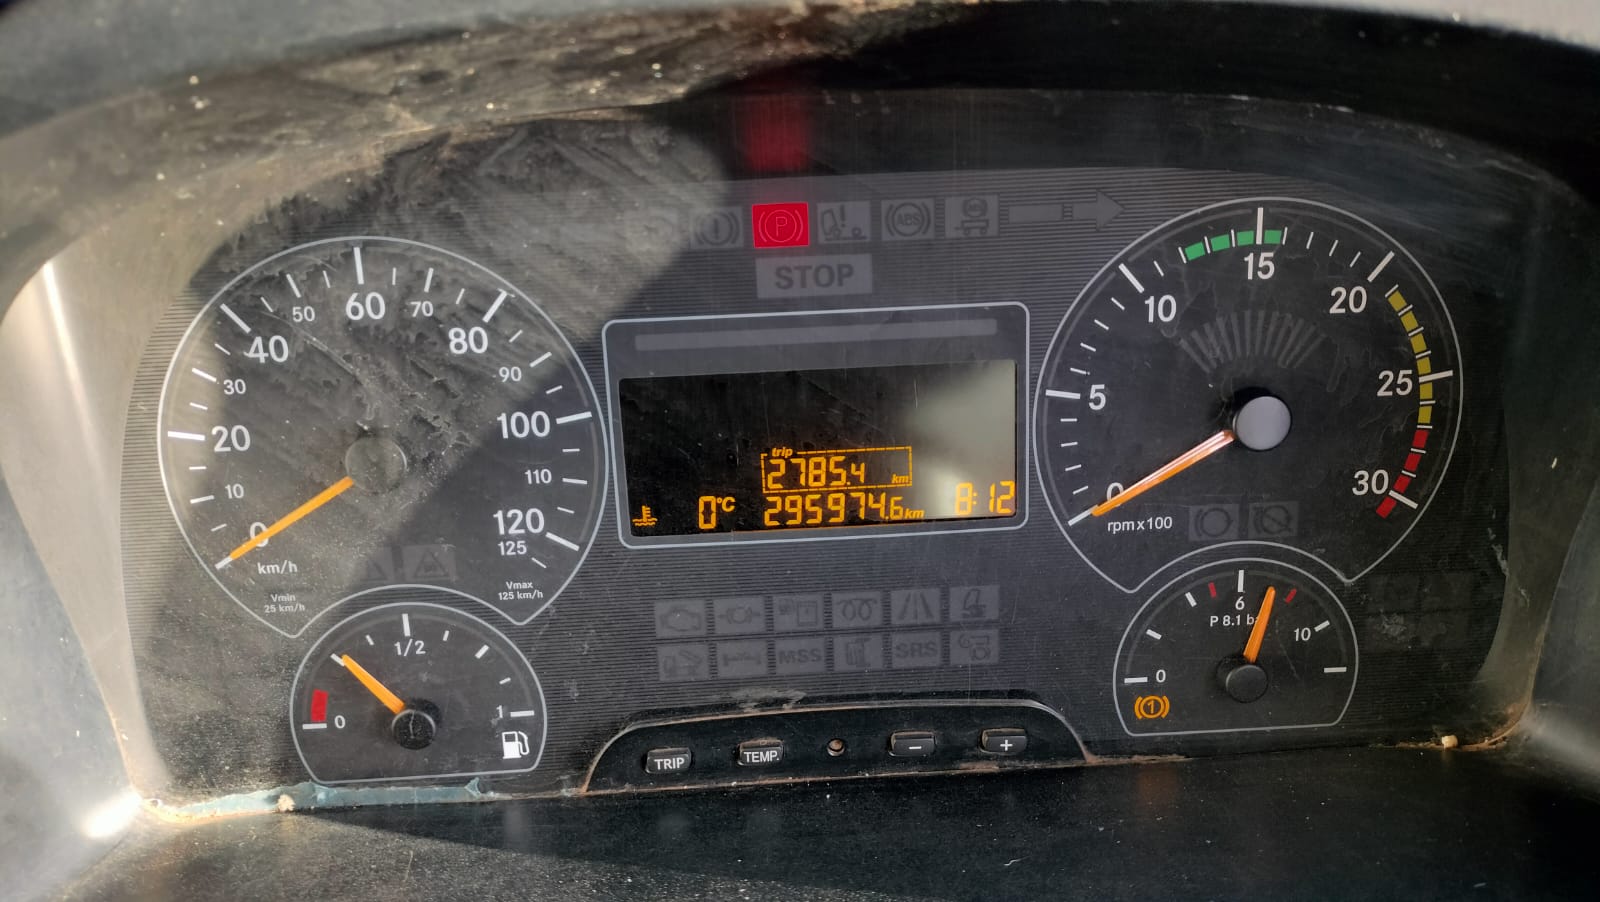 P
ABS
STOP
0
10
20
30
40
50
60
70
80
90
100
110
120
125
km/h
Vmin
25 km/h
Vmax
125 km/h
trip
2785.4 km
0°C
295974.6 km
8:12
0
5
10
15
20
25
30
rpm x 100
0
1/2
1
MSS
SRS
0
6
10
P 8.1 b
1
TRIP
TEMP.
−
+